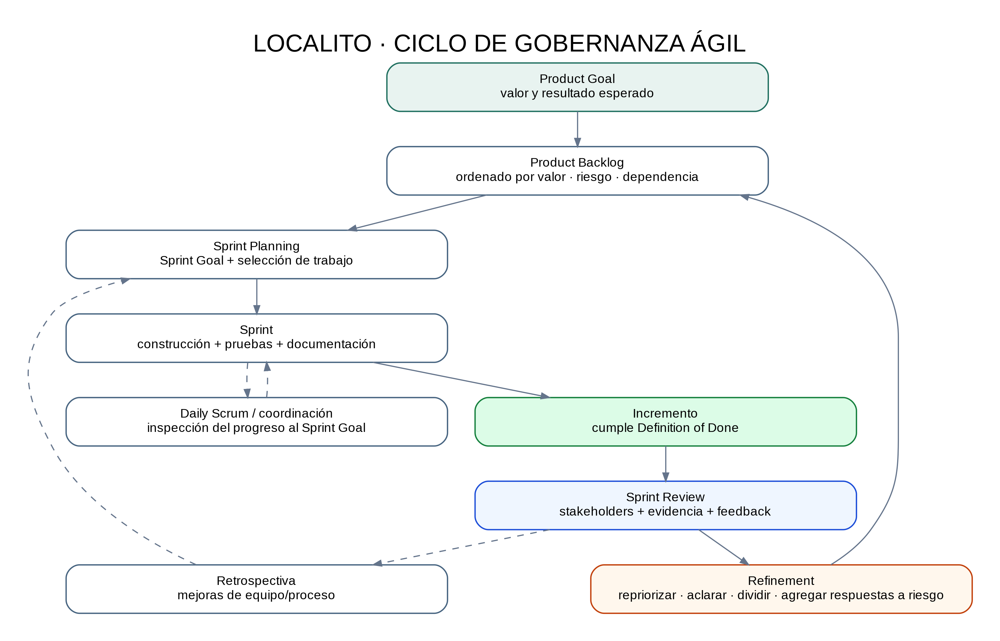 LOCALITO · CICLO DE GOBERNANZA ÁGIL
Product Goal
valor y resultado esperado
Product Backlog
ordenado por valor · riesgo · dependencia
Sprint Planning
Sprint Goal + selección de trabajo
Sprint
construcción + pruebas + documentación
Daily Scrum / coordinación
inspección del progreso al Sprint Goal
Incremento
cumple Definition of Done
Sprint Review
stakeholders + evidencia + feedback
Retrospectiva
mejoras de equipo/proceso
Refinement
repriorizar · aclarar · dividir · agregar respuestas a riesgo